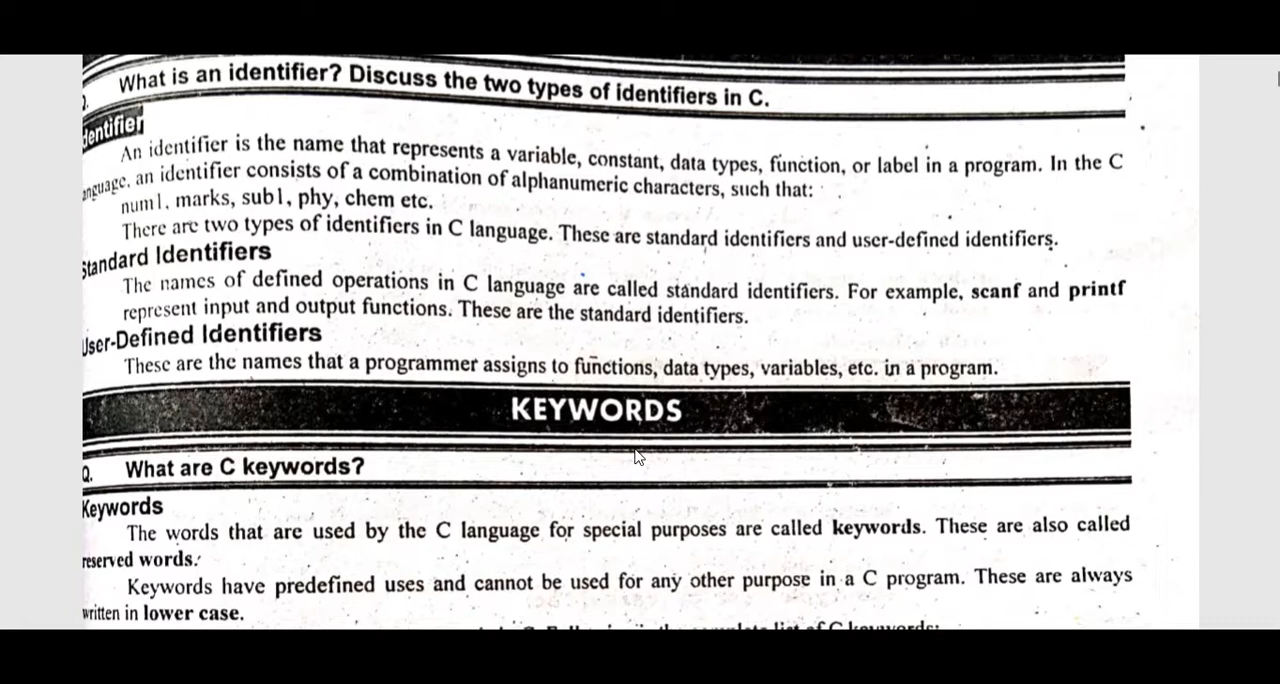 What is an identifier? Discuss the two types of identifiers in C.
An identifier is the name that represents a variable, constant, data types, function, or label in a program. In the C
an identifier consists of a combination of alphanumeric characters, such that:
num1, marks, sub1, phy, chem etc.
There are two types of identifiers in C language. These are standard identifiers and user-defined identifiers.
Standard Identifiers
The names of defined operations in C language are called standard identifiers. For example, scanf and printf
represent input and output functions. These are the standard identifiers.
User-Defined Identifiers
These are the names that a programmer assigns to functions, data types, variables, etc. in a program.
KEYWORDS
Q. What are C keywords?
Keywords
The words that are used by the C language for special purposes are called keywords. These are also called
reserved words.
Keywords have predefined uses and cannot be used for any other purpose in a C program. These are always
written in lower case.